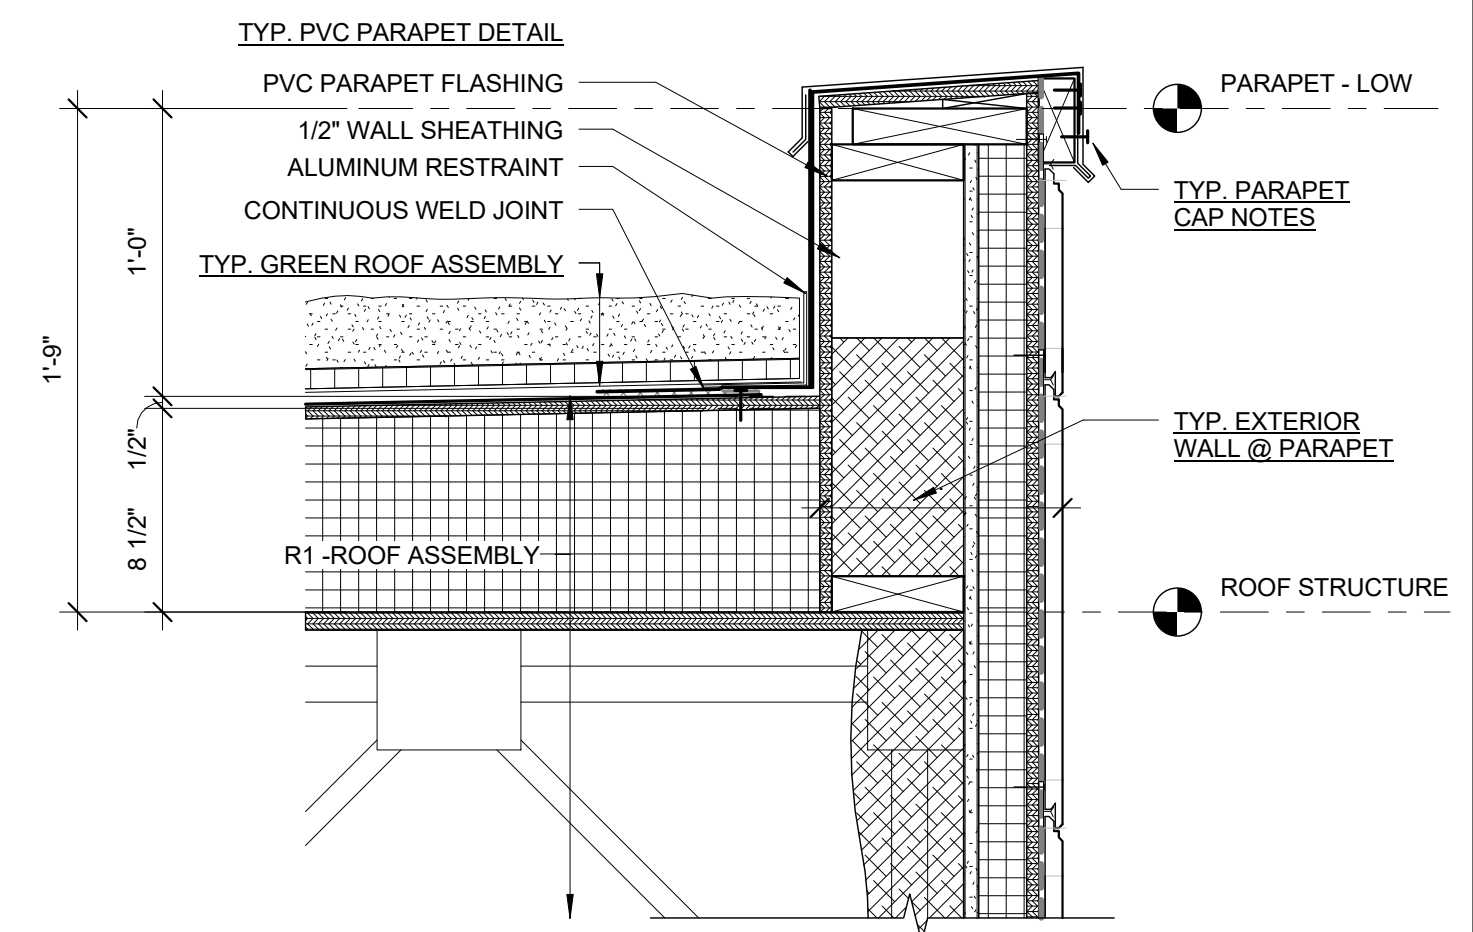 TYP. PVC PARAPET DETAIL
PVC PARAPET FLASHING
1/2" WALL SHEATHING
ALUMINUM RESTRAINT
CONTINUOUS WELD JOINT
TYP. GREEN ROOF ASSEMBLY
1'-9"
1'-0"
1/2"
8 1/2"
R1 -ROOF ASSEMBLY
PARAPET - LOW
TYP. PARAPET
CAP NOTES
TYP. EXTERIOR
WALL @ PARAPET
ROOF STRUCTURE